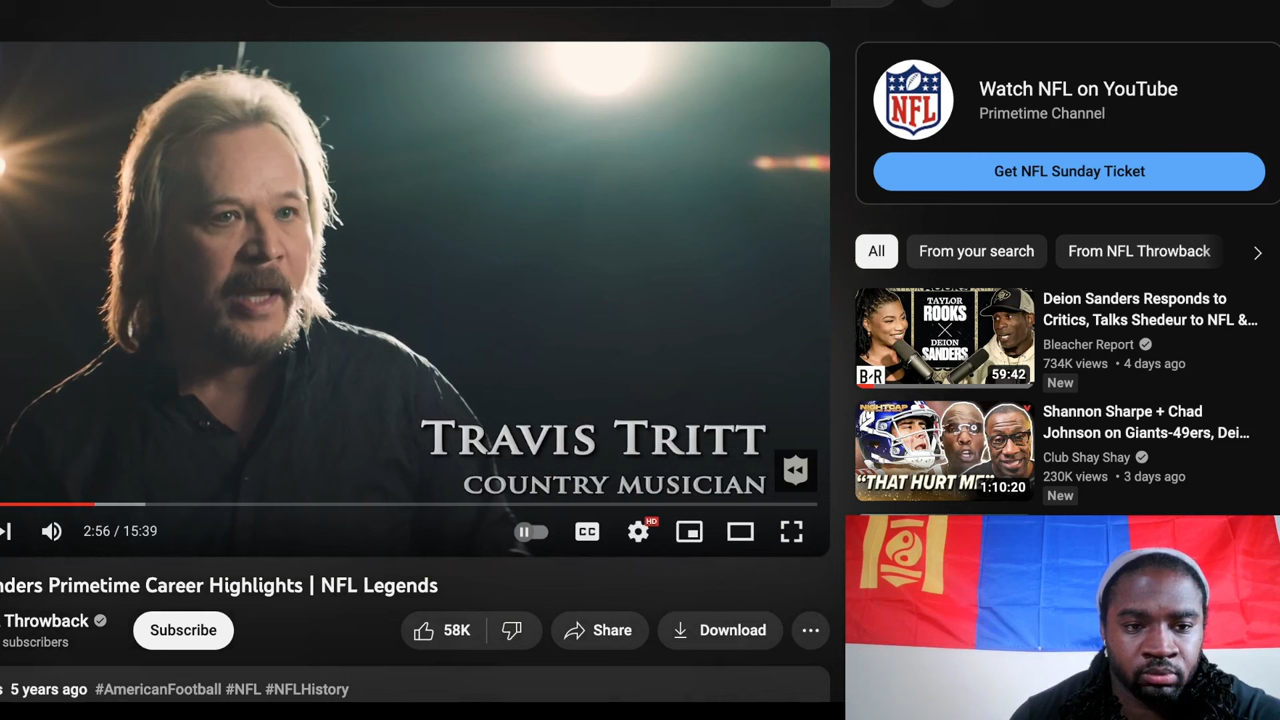 TRAVIS TRITT
COUNTRY MUSICIAN
2:56 / 15:39
CC
HD
nders Primetime Career Highlights | NFL Legends
Throwback
subscribers
Subscribe
58K
Share
Download
s 5 years ago #AmericanFootball #NFL #NFLHistory
NFL
Watch NFL on YouTube
Primetime Channel
Get NFL Sunday Ticket
All
From your search
From NFL Throwback
TAYLOR
ROOKS
X
DEION
SANDERS
B/R
59:42
Deion Sanders Responds to
Critics, Talks Shedeur to NFL &...
Bleacher Report
734K views • 4 days ago
New
NIGHTCAP
"THAT HURT ME"
1:10:20
Shannon Sharpe + Chad
Johnson on Giants-49ers, Dei...
Club Shay Shay
230K views • 3 days ago
New